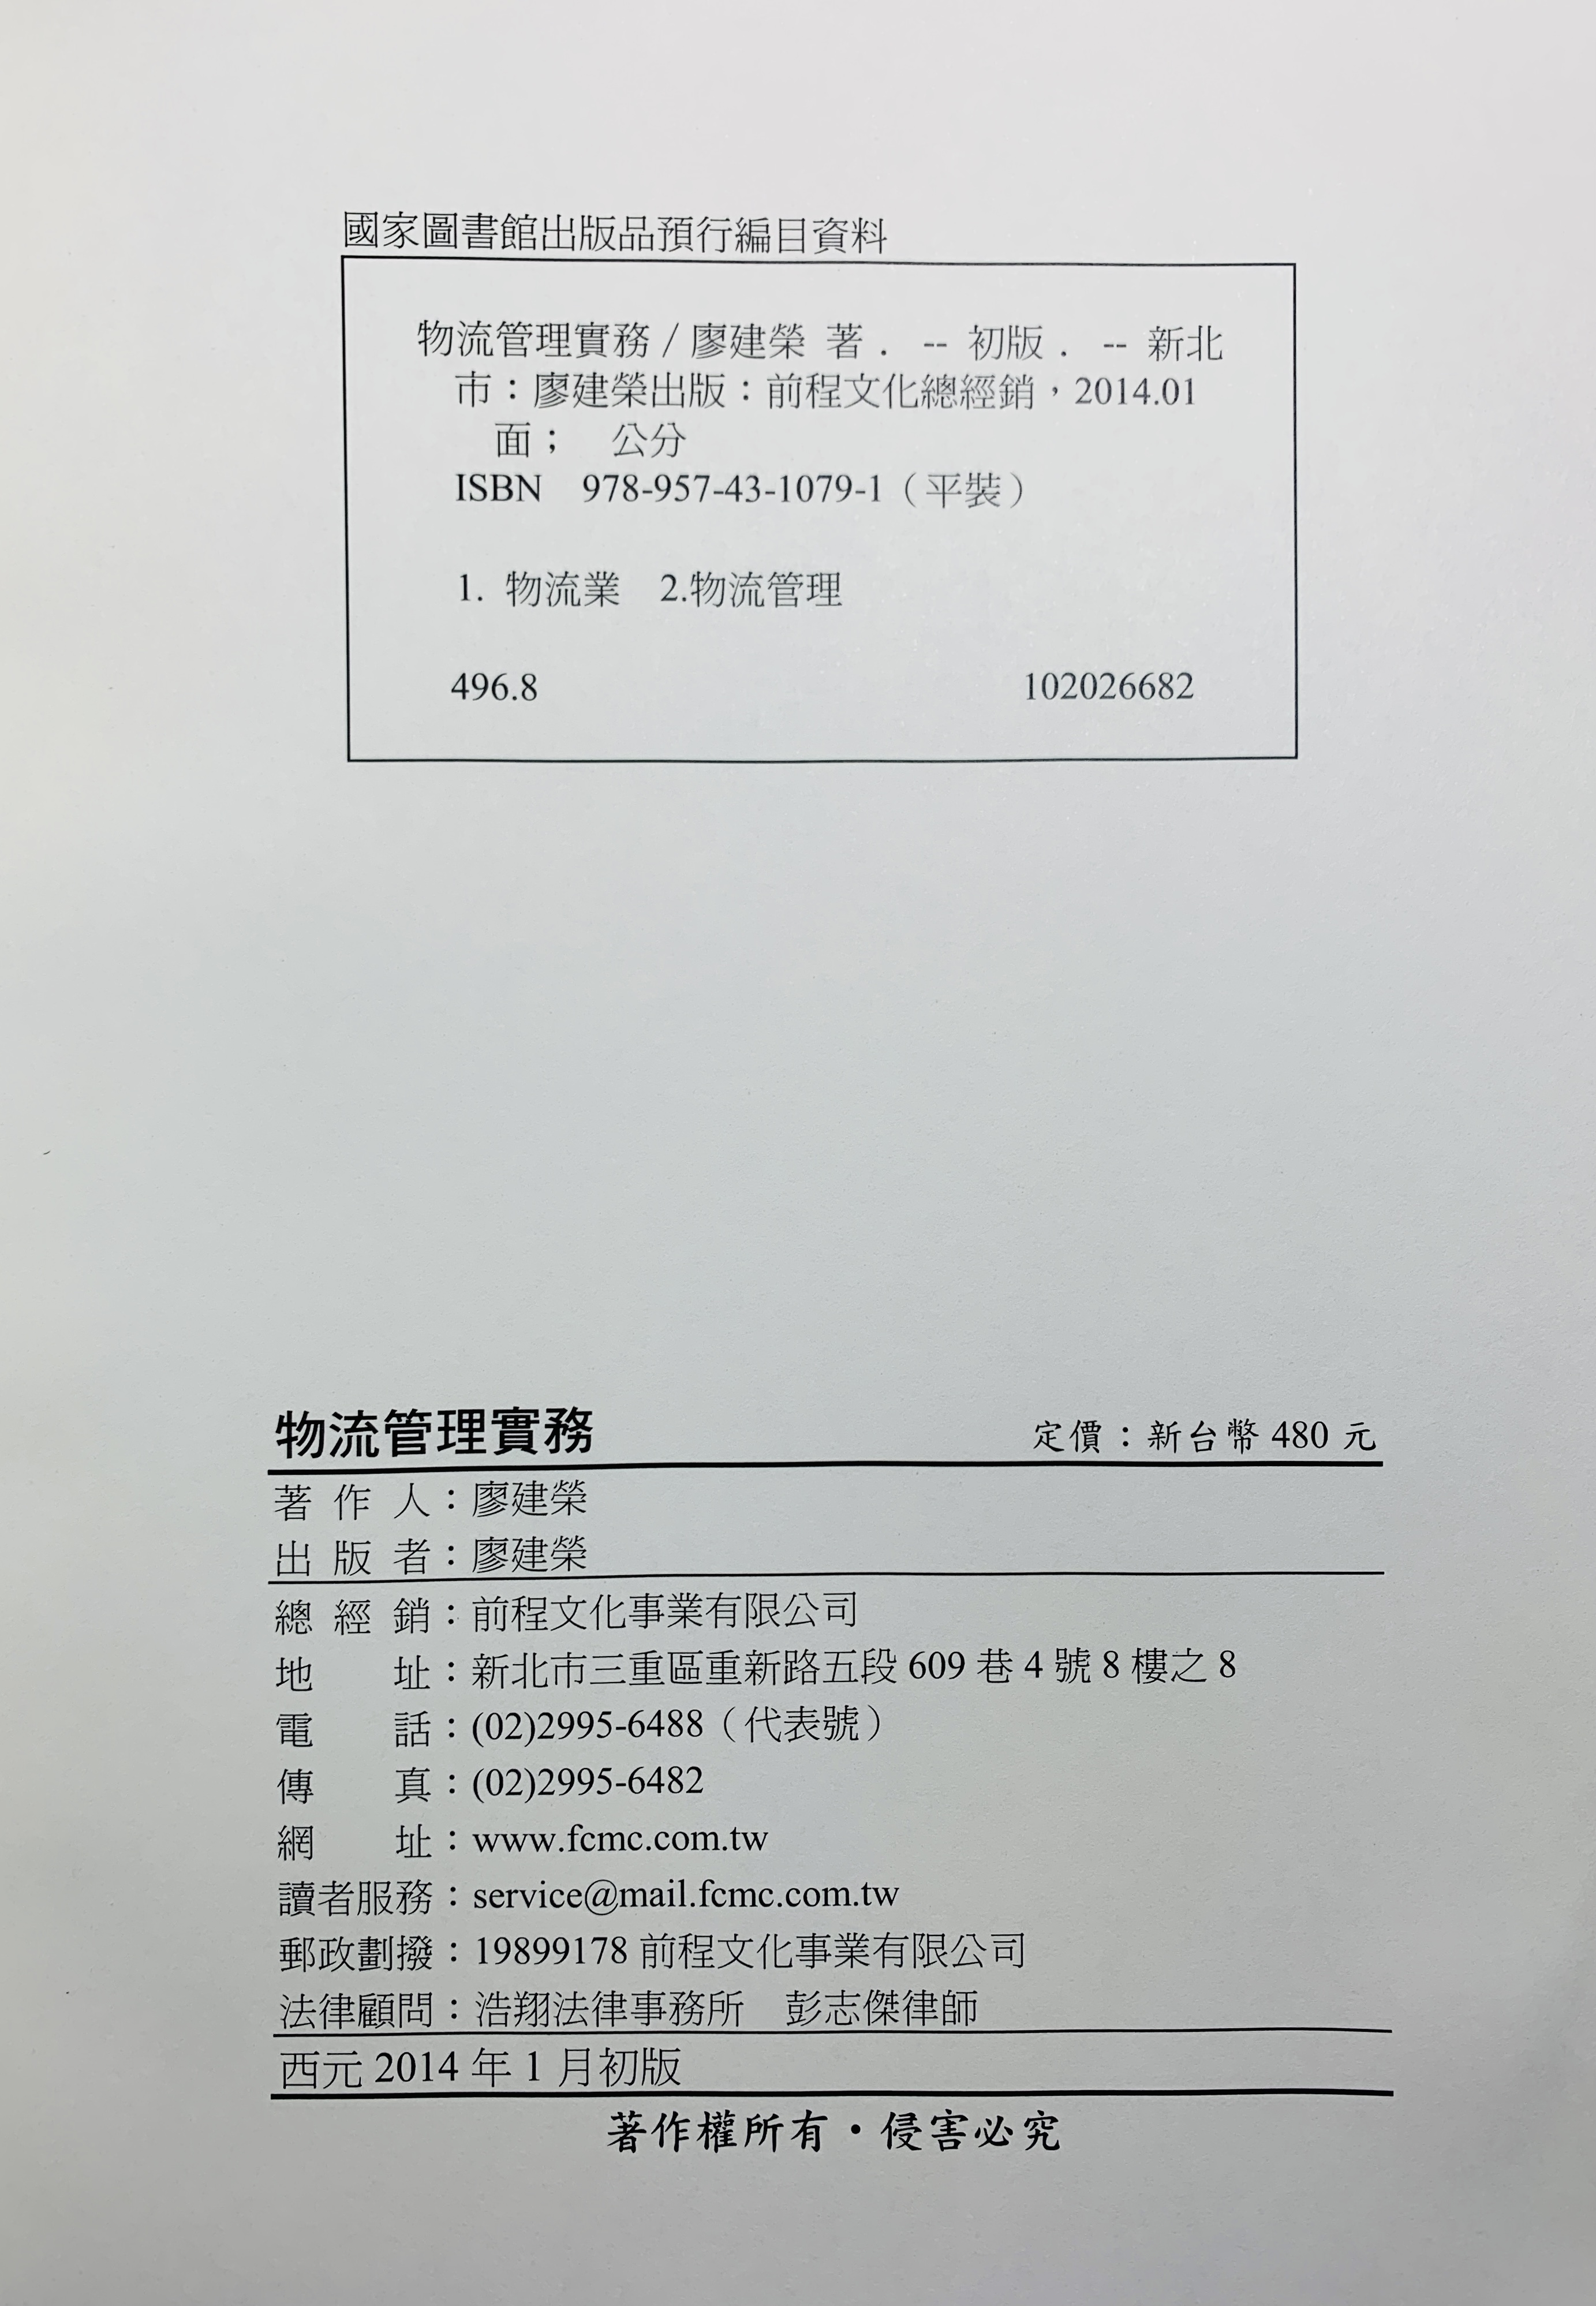 國家圖書館出版品預行編目資料
物流管理實務 / 廖建榮 著 . -- 初版 . -- 新北
市:廖建榮出版:前程文化總經銷,2014.01
面; 公分
ISBN 978-957-43-1079-1(平裝)
1. 物流業 2.物流管理
496.8 102026682
物流管理實務 定價:新台幣 480 元
著作人:廖建榮
出版者:廖建榮
總經銷:前程文化事業有限公司
地址:新北市三重區重新路五段 609 巷 4 號 8 樓之 8
電話:(02)2995-6488(代表號)
傳真:(02)2995-6482
網址:www.fcmc.com.tw
讀者服務:service@mail.fcmc.com.tw
郵政劃撥:19899178 前程文化事業有限公司
法律顧問:浩翔法律事務所 彭志傑律師
西元 2014 年 1 月初版
著作權所有・侵害必究